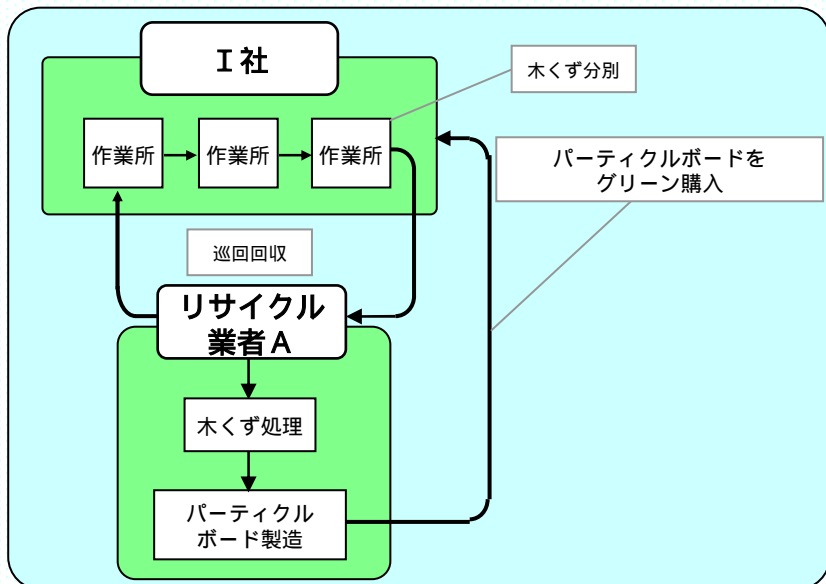 Ｉ社
木くず分別
作業所
作業所
作業所
パーティクルボードを
グリーン購入
巡回回収
リサイクル
業者Ａ
木くず処理
パーティクル
ボード製造